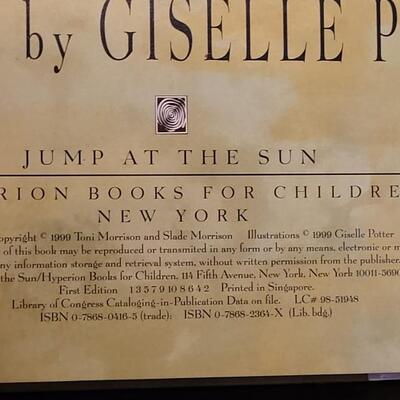 by GISELLE P
JUMP AT THE SUN
RION BOOKS FOR CHILDRE
NEW YORK
opyright © 1999 Toni Morrison and Slade Morrison Illustrations © 1999 Giselle Potter
of this book may be reproduced or transmitted in any form or by any means, electronic or m
ny information storage and retrieval system, without written permission from the publisher.
the Sun/Hyperion Books for Children, 114 Fifth Avenue, New York, New York 10011-5690
First Edition 1 3 5 7 9 10 8 6 4 2 Printed in Singapore.
Library of Congress Cataloging-in-Publication Data on file. LC# 98-51948
ISBN 0-7868-0416-5 (trade): ISBN 0-7868-2364-X (Lib. bdg.)